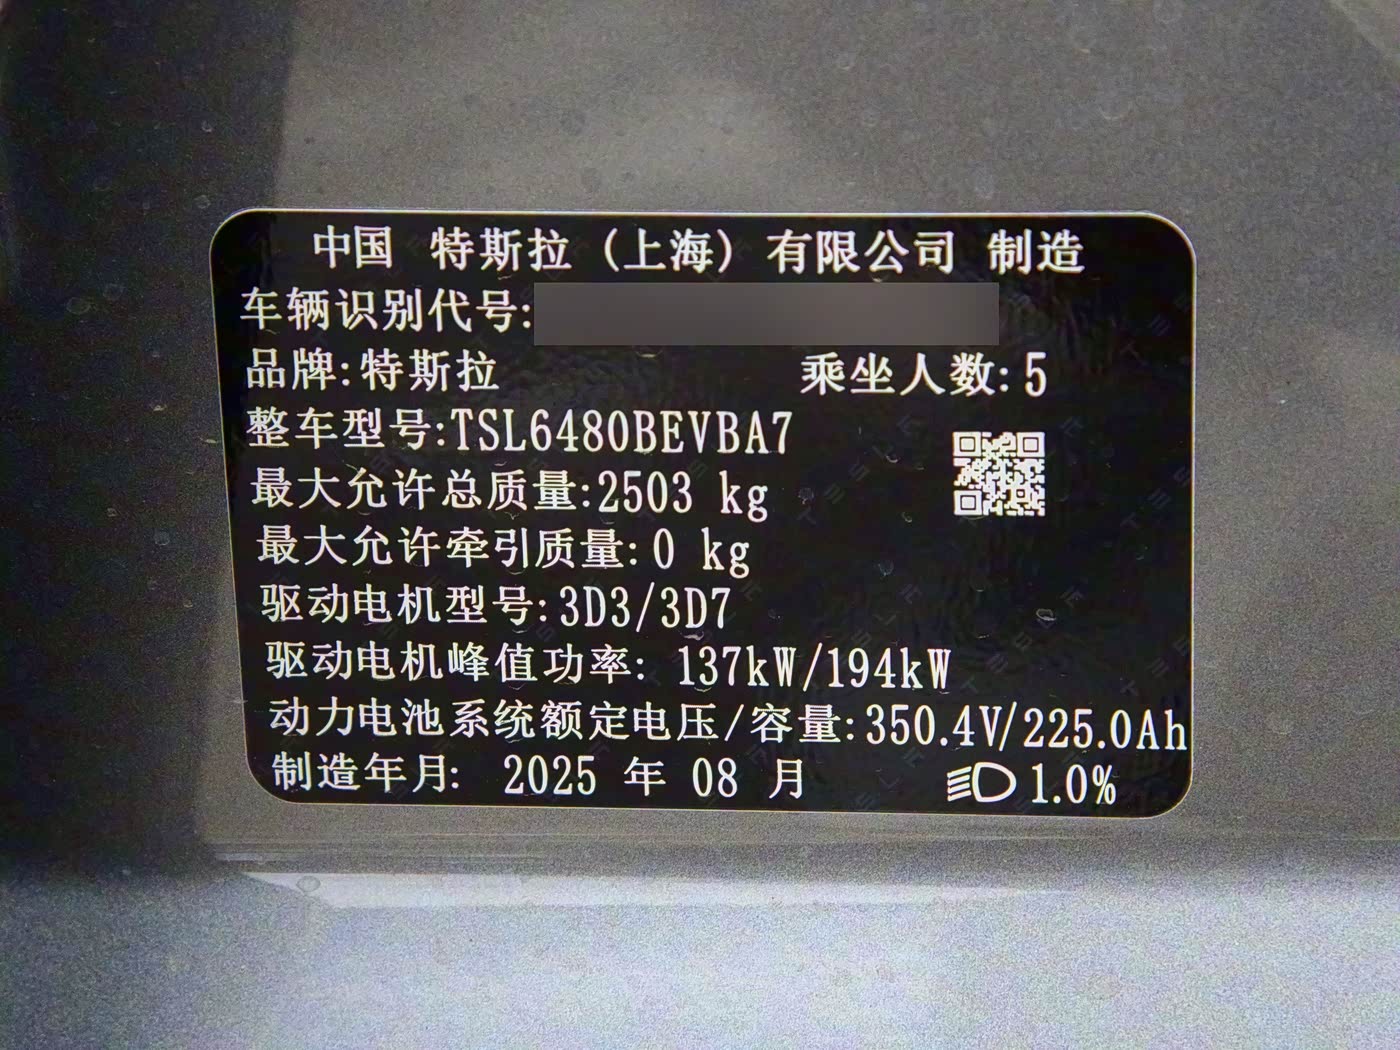 中国 特斯拉（上海）有限公司 制造
车辆识别代号:
品牌:特斯拉 乘坐人数:5
整车型号:TSL6480BEVBA7
最大允许总质量:2503 kg
最大允许牵引质量:0 kg
驱动电机型号:3D3/3D7
驱动电机峰值功率: 137kW/194kW
动力电池系统额定电压/容量:350.4V/225.0Ah
制造年月: 2025 年 08 月 1.0%